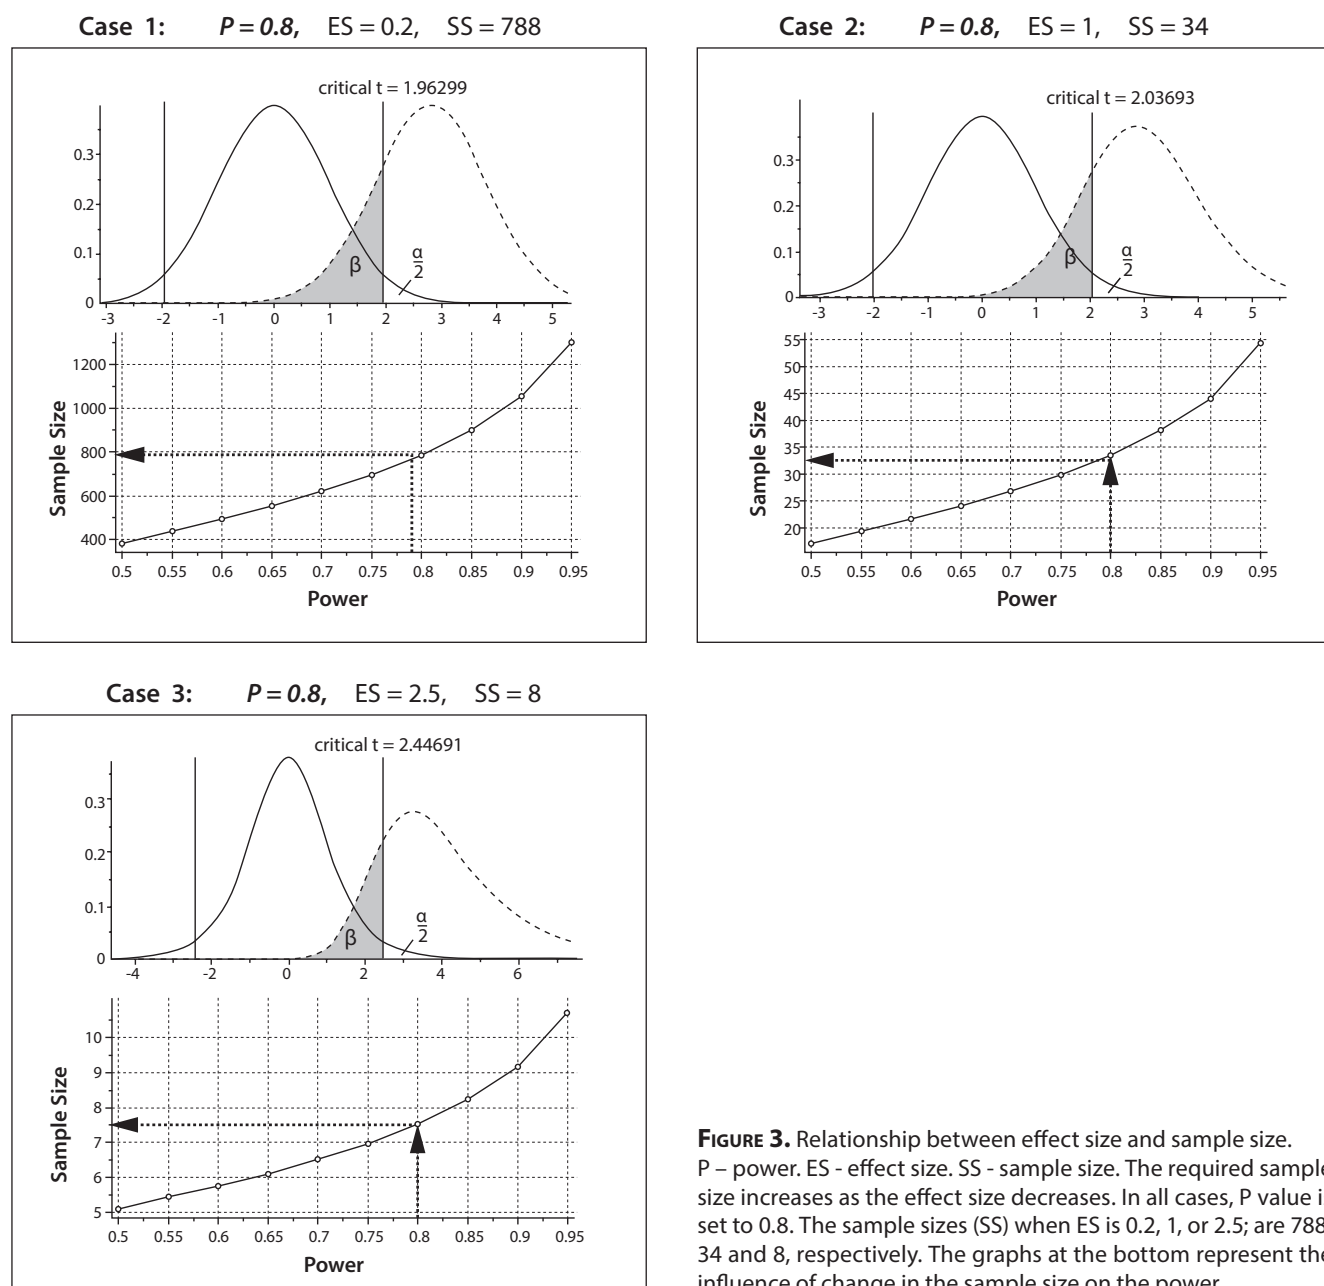 Case 1: P = 0.8, ES = 0.2, SS = 788
critical t = 1.96299
0.3
0.2
0.1
0
β
α
2
-3 -2 -1 0 1 2 3 4 5
1200
1000
800
600
400
Sample Size
0.5 0.55 0.6 0.65 0.7 0.75 0.8 0.85 0.9 0.95
Power
Case 2: P = 0.8, ES = 1, SS = 34
critical t = 2.03693
0.3
0.2
0.1
0
β
α
2
-3 -2 -1 0 1 2 3 4 5
55
50
45
40
35
30
25
20
Sample Size
0.5 0.55 0.6 0.65 0.7 0.75 0.8 0.85 0.9 0.95
Power
Case 3: P = 0.8, ES = 2.5, SS = 8
critical t = 2.44691
0.3
0.2
0.1
0
β
α
2
-4 -2 0 2 4 6
10
9
8
7
6
5
Sample Size
0.5 0.55 0.6 0.65 0.7 0.75 0.8 0.85 0.9 0.95
Power
FIGURE 3. Relationship between effect size and sample size.
P – power. ES - effect size. SS - sample size. The required sample
size increases as the effect size decreases. In all cases, P value i
set to 0.8. The sample sizes (SS) when ES is 0.2, 1, or 2.5; are 788
34 and 8, respectively. The graphs at the bottom represent the
influence of change in the sample size on the power